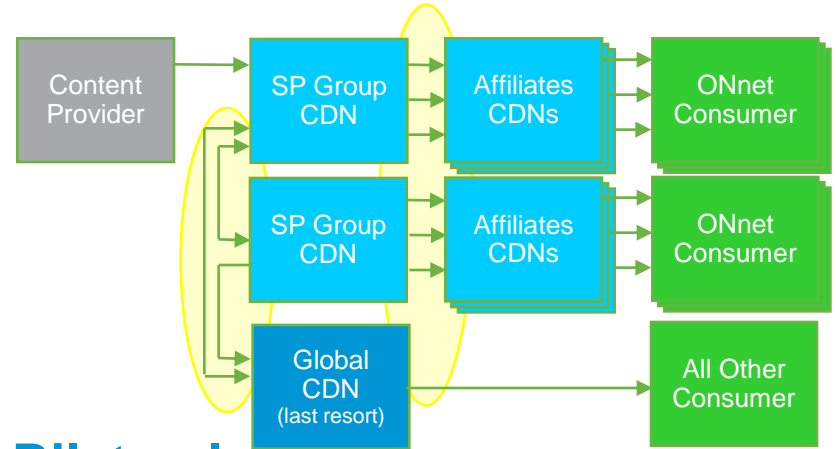 Content
Provider
SP Group
CDN
Affiliates
CDNs
ONnet
Consumer
SP Group
CDN
Affiliates
CDNs
ONnet
Consumer
Global
CDN
(last resort)
All Other
Consumer